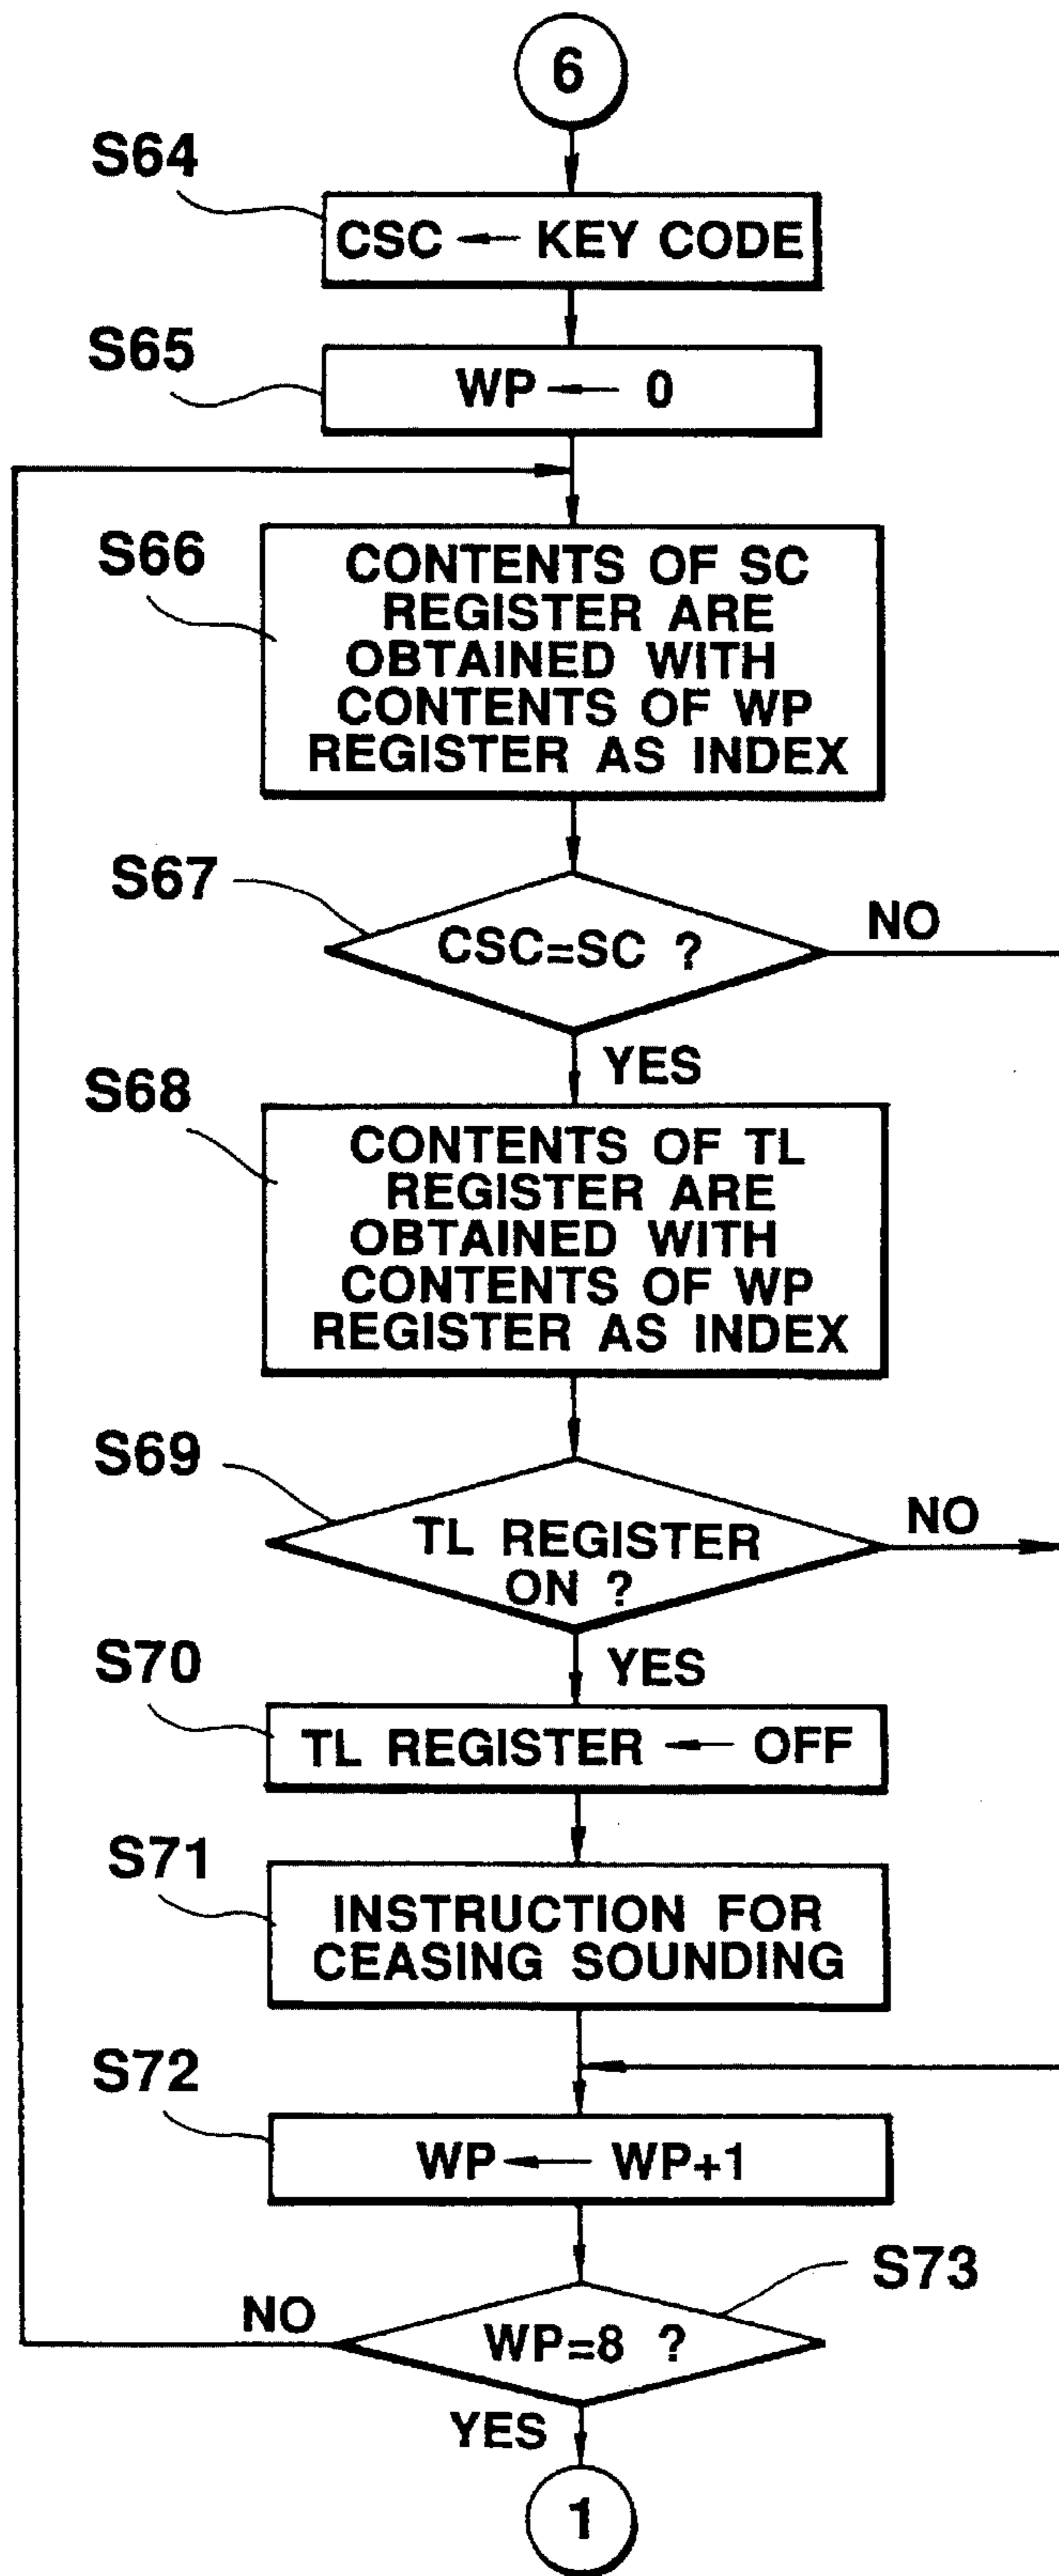 6
S64
CSC ← KEY CODE
S65
WP ← 0
S66
CONTENTS OF SC
REGISTER ARE
OBTAINED WITH
CONTENTS OF WP
REGISTER AS INDEX
S67
CSC=SC ?
NO
YES
S68
CONTENTS OF TL
REGISTER ARE
OBTAINED WITH
CONTENTS OF WP
REGISTER AS INDEX
S69
TL REGISTER
ON ?
NO
YES
S70
TL REGISTER ← OFF
S71
INSTRUCTION FOR
CEASING SOUNDING
S72
WP ← WP+1
S73
WP=8 ?
NO
YES
1